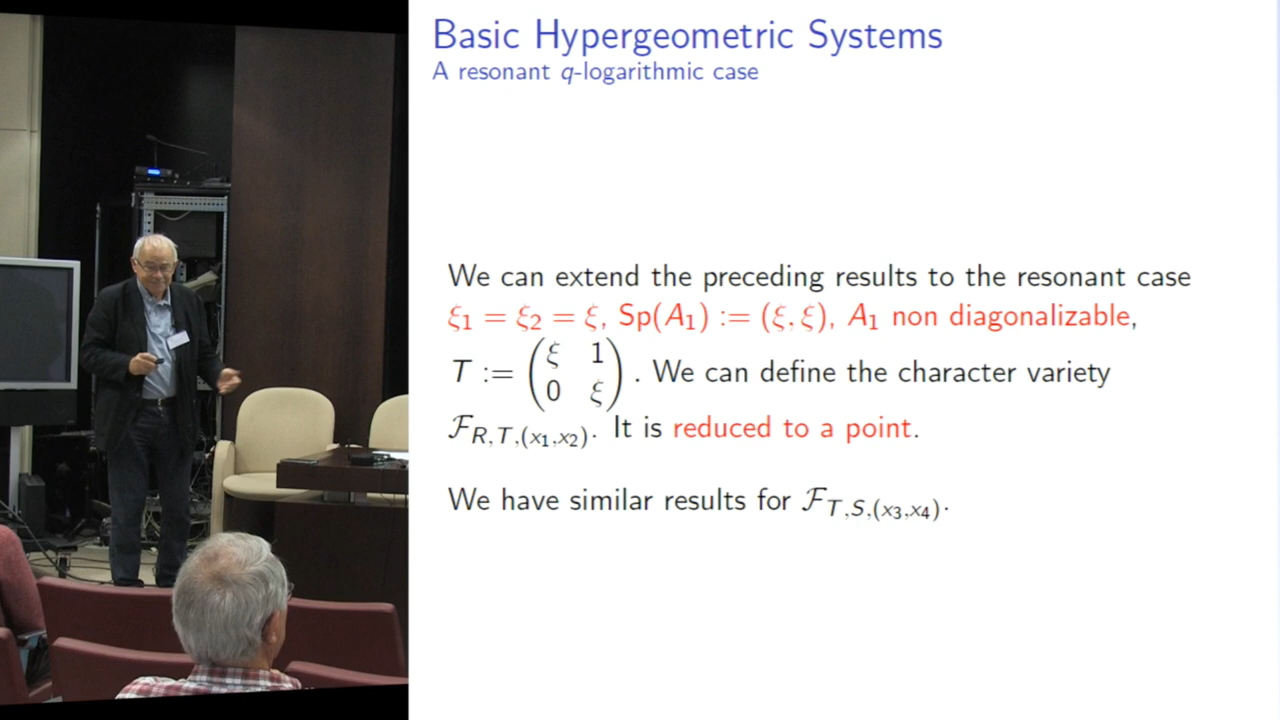 Basic Hypergeometric Systems
A resonant q-logarithmic case
We can extend the preceding results to the resonant case
ξ₁ = ξ₂ = ξ, Sp(A₁) := (ξ, ξ), A₁ non diagonalizable,
T := (ξ 1
0 ξ) . We can define the character variety
𝓕_{R,T,(x₁,x₂)}. It is reduced to a point.
We have similar results for 𝓕_{T,S,(x₃,x₄)}.